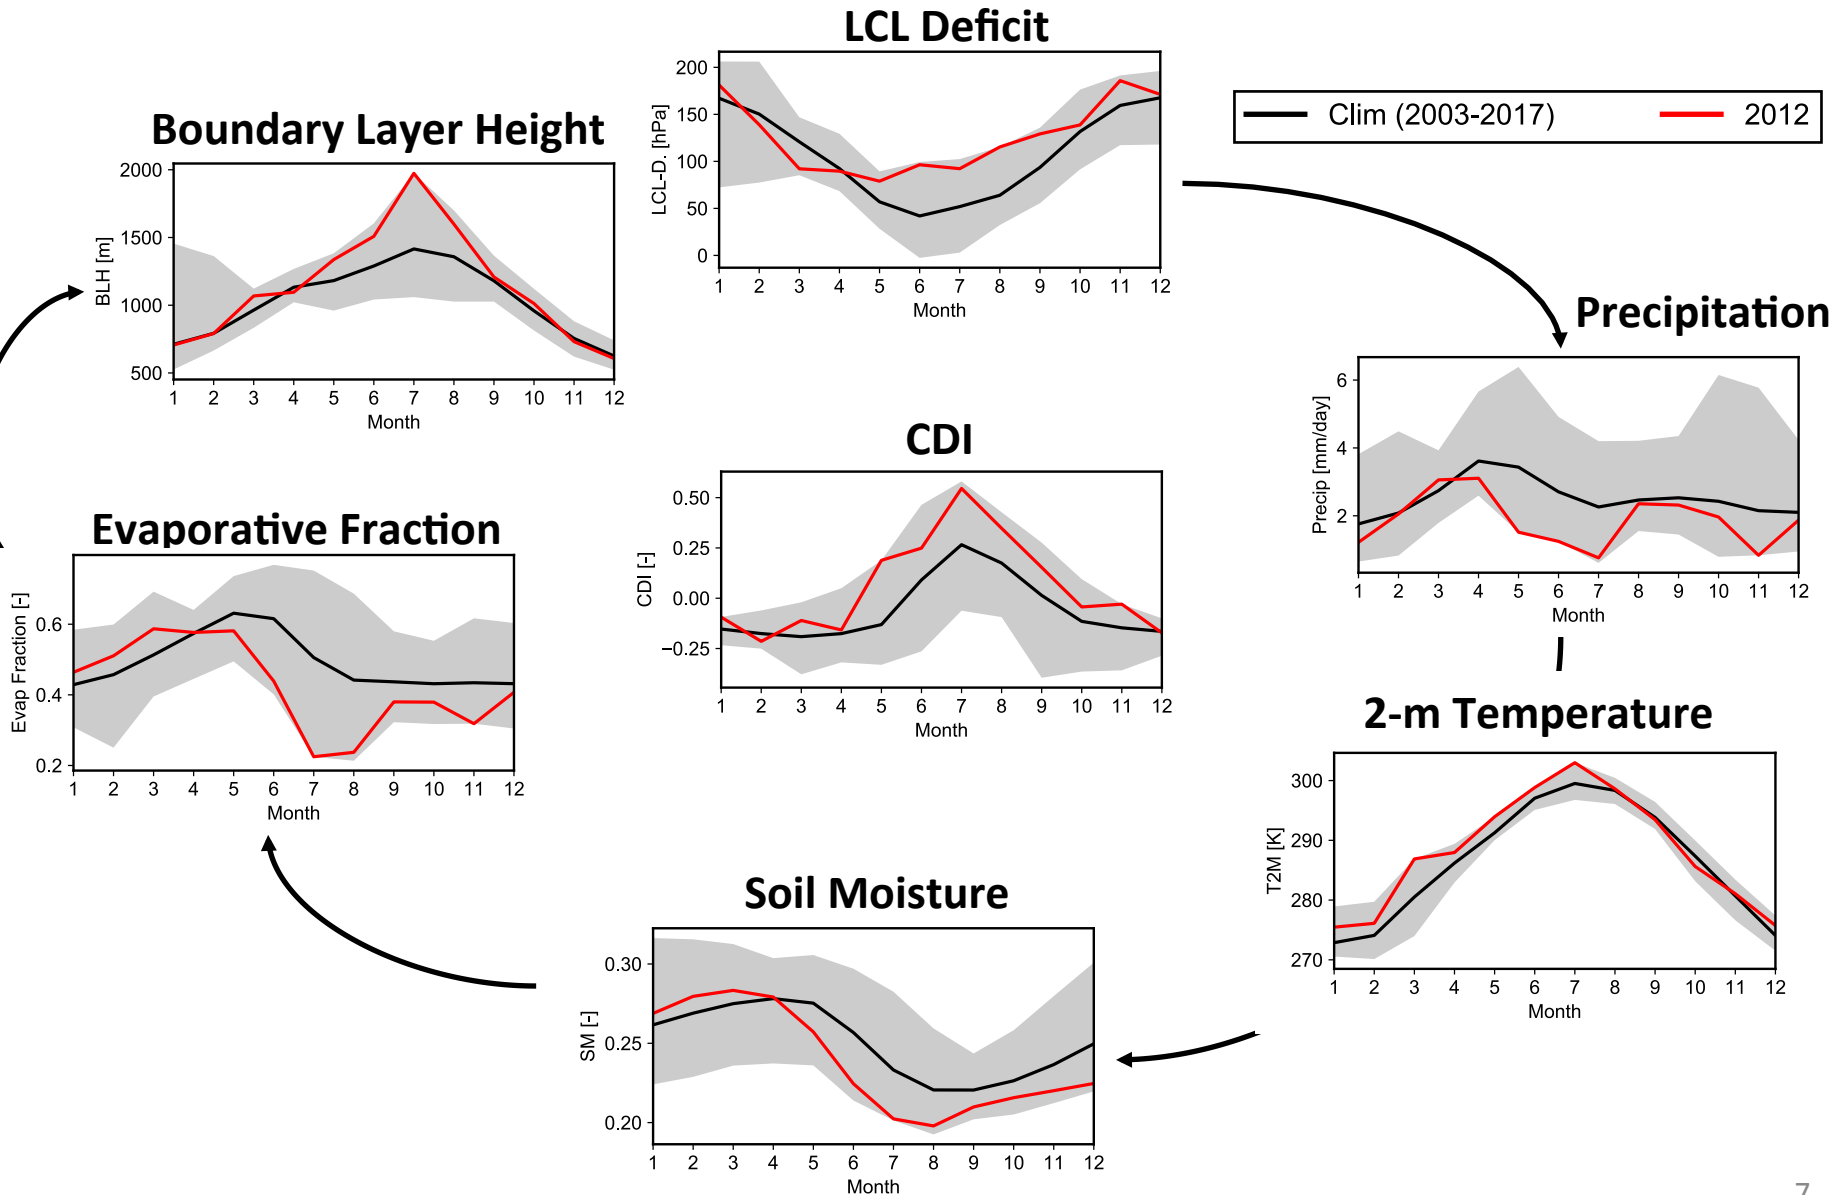 LCL Deficit
200
150
100
50
0
LCL-D. [hPa]
1 2 3 4 5 6 7 8 9 10 11 12
Month
Clim (2003-2017) 2012
Boundary Layer Height
2000
1500
1000
500
BLH [m]
1 2 3 4 5 6 7 8 9 10 11 12
Month
Precipitation
6
4
2
Precip [mm/day]
1 2 3 4 5 6 7 8 9 10 11 12
Month
CDI
0.50
0.25
0.00
−0.25
CDI [-]
1 2 3 4 5 6 7 8 9 10 11 12
Month
Evaporative Fraction
0.6
0.4
0.2
Evap Fraction [-]
1 2 3 4 5 6 7 8 9 10 11 12
Month
2-m Temperature
300
290
280
270
T2M [K]
1 2 3 4 5 6 7 8 9 10 11 12
Month
Soil Moisture
0.30
0.25
0.20
SM [-]
1 2 3 4 5 6 7 8 9 10 11 12
Month
7